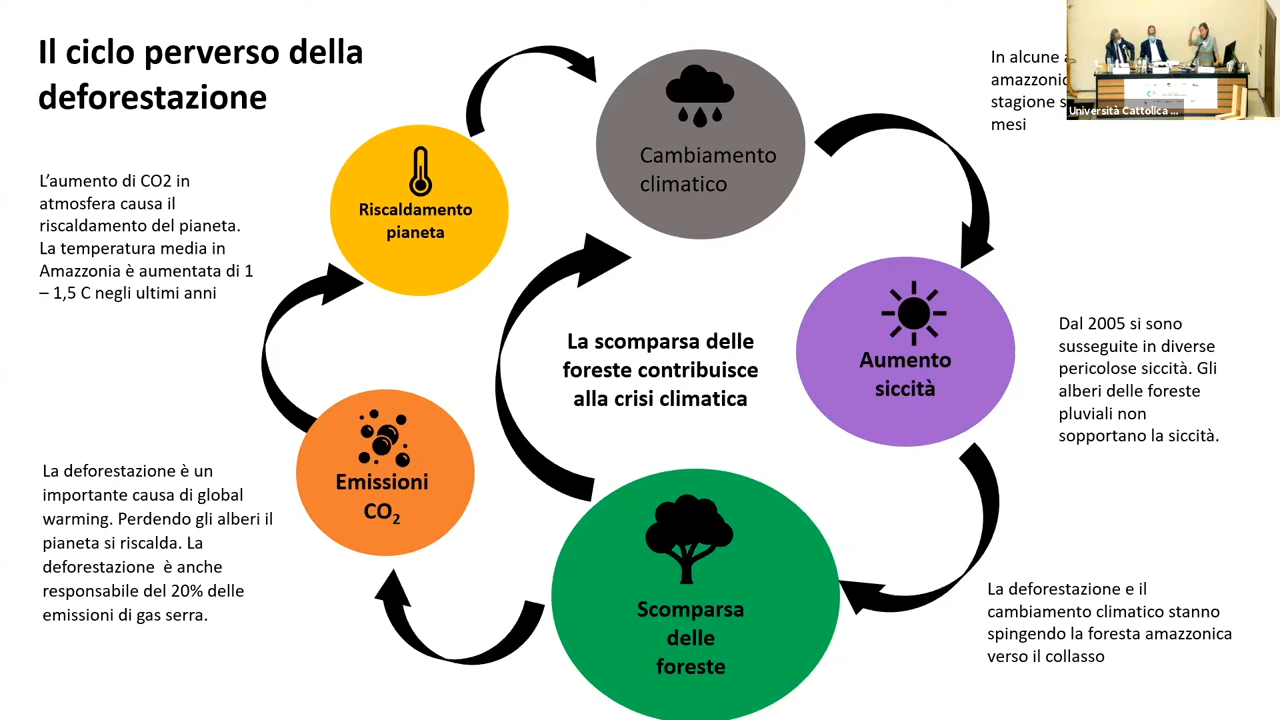 Il ciclo perverso della
deforestazione
In alcune
amazzonic
stagione s
mesi
Università Cattolica ...
Cambiamento
climatico
L'aumento di CO2 in
atmosfera causa il
riscaldamento del pianeta.
La temperatura media in
Amazzonia è aumentata di 1
– 1,5 C negli ultimi anni
Riscaldamento
pianeta
La scomparsa delle
foreste contribuisce
alla crisi climatica
Aumento
siccità
Dal 2005 si sono
susseguite in diverse
pericolose siccità. Gli
alberi delle foreste
pluviali non
sopportano la siccità.
La deforestazione è un
importante causa di global
warming. Perdendo gli alberi il
pianeta si riscalda. La
deforestazione è anche
responsabile del 20% delle
emissioni di gas serra.
Emissioni
CO₂
Scomparsa
delle
foreste
La deforestazione e il
cambiamento climatico stanno
spingendo la foresta amazzonica
verso il collasso